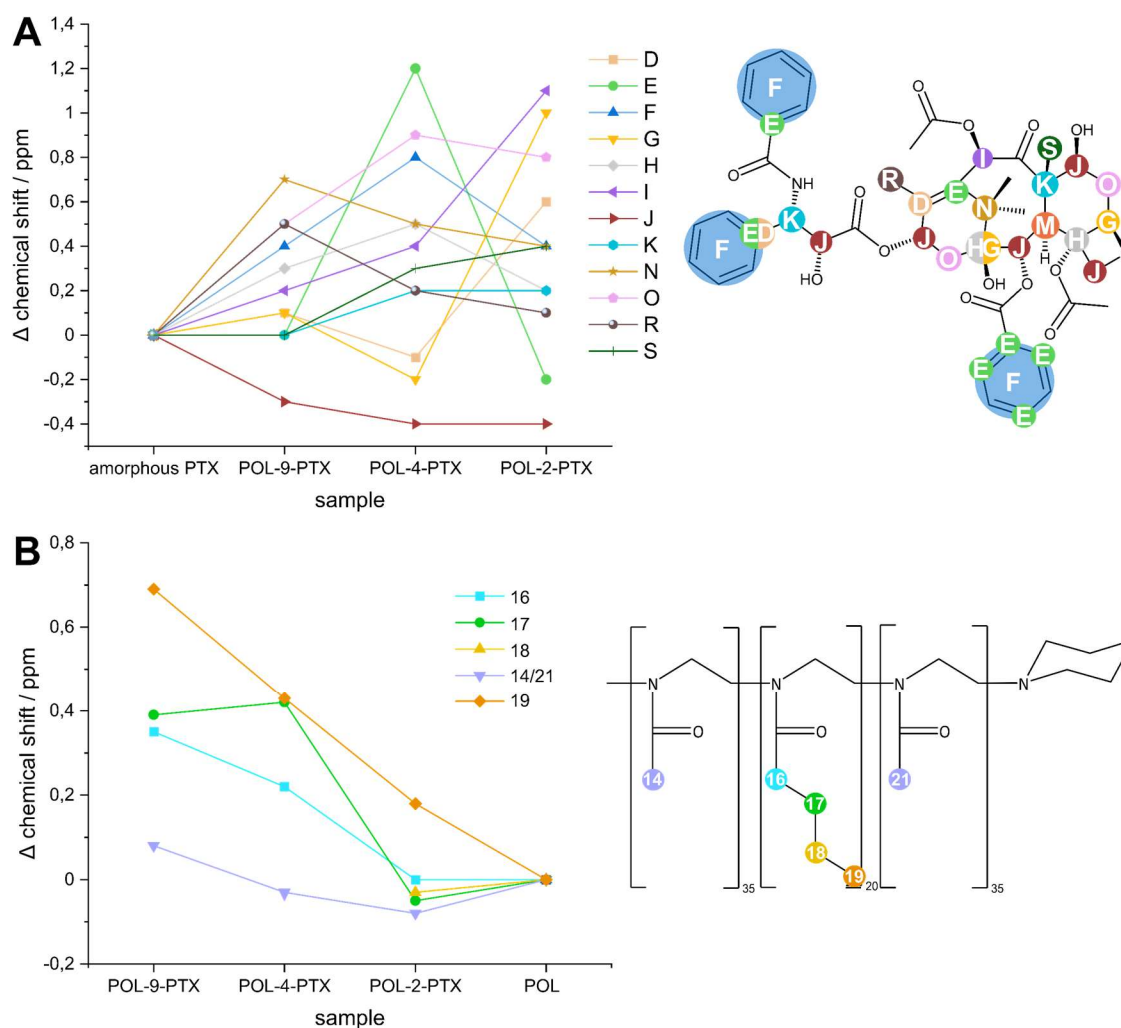 A
Δ chemical shift / ppm
1,4
1,2
1
0,8
0,6
0,4
0,2
0
-0,2
-0,4
amorphous PTX POL-9-PTX POL-4-PTX POL-2-PTX
sample
D
E
F
G
H
I
J
K
N
O
R
S
F
E
O
NH
F
E
D
K
J
HO
O
O
O
O
I
O
OH
S
J
R
D
E
K
O
N
M
G
J
O
H
G
J
H
J
OH
H
O
O
O
O
E
E
E
F
E
B
Δ chemical shift / ppm
0,8
0,6
0,4
0,2
0
-0,2
POL-9-PTX POL-4-PTX POL-2-PTX POL
sample
16
17
18
14/21
19
N
N
N
N
O
O
O
14
16
21
17
18
19
35
20
35